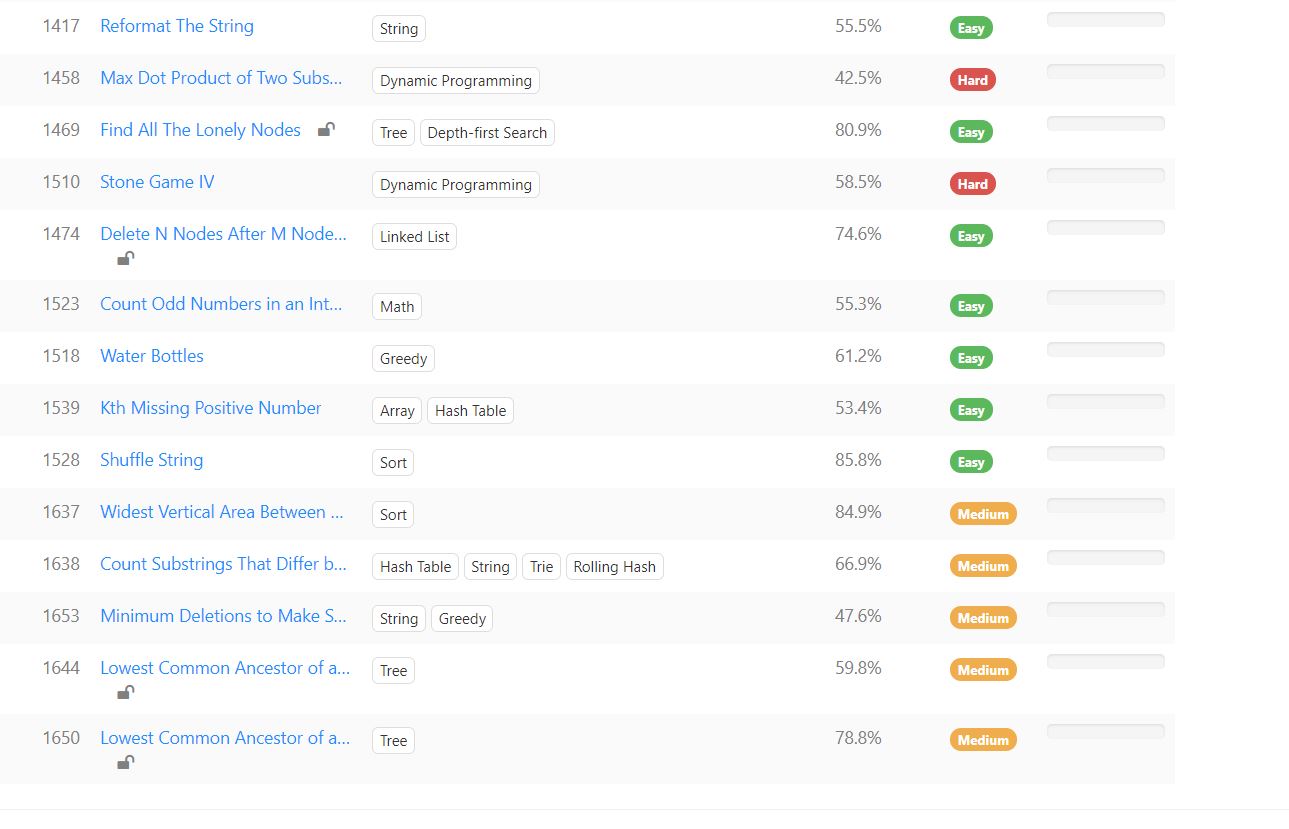 1417 Reformat The String String 55.5% Easy
1458 Max Dot Product of Two Subs... Dynamic Programming 42.5% Hard
1469 Find All The Lonely Nodes Tree Depth-first Search 80.9% Easy
1510 Stone Game IV Dynamic Programming 58.5% Hard
1474 Delete N Nodes After M Node... Linked List 74.6% Easy
1523 Count Odd Numbers in an Int... Math 55.3% Easy
1518 Water Bottles Greedy 61.2% Easy
1539 Kth Missing Positive Number Array Hash Table 53.4% Easy
1528 Shuffle String Sort 85.8% Easy
1637 Widest Vertical Area Between ... Sort 84.9% Medium
1638 Count Substrings That Differ b... Hash Table String Trie Rolling Hash 66.9% Medium
1653 Minimum Deletions to Make S... String Greedy 47.6% Medium
1644 Lowest Common Ancestor of a... Tree 59.8% Medium
1650 Lowest Common Ancestor of a... Tree 78.8% Medium